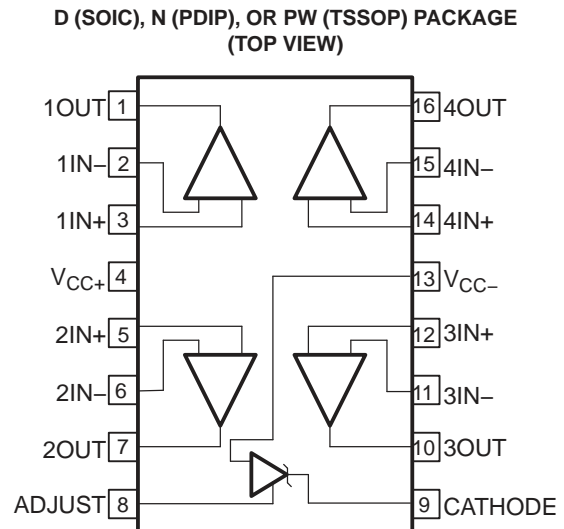 D (SOIC), N (PDIP), OR PW (TSSOP) PACKAGE
(TOP VIEW)
1OUT 1 16 4OUT
1IN− 2 15 4IN−
1IN+ 3 14 4IN+
VCC+ 4 13 VCC−
2IN+ 5 12 3IN+
2IN− 6 11 3IN−
2OUT 7 10 3OUT
ADJUST 8 9 CATHODE